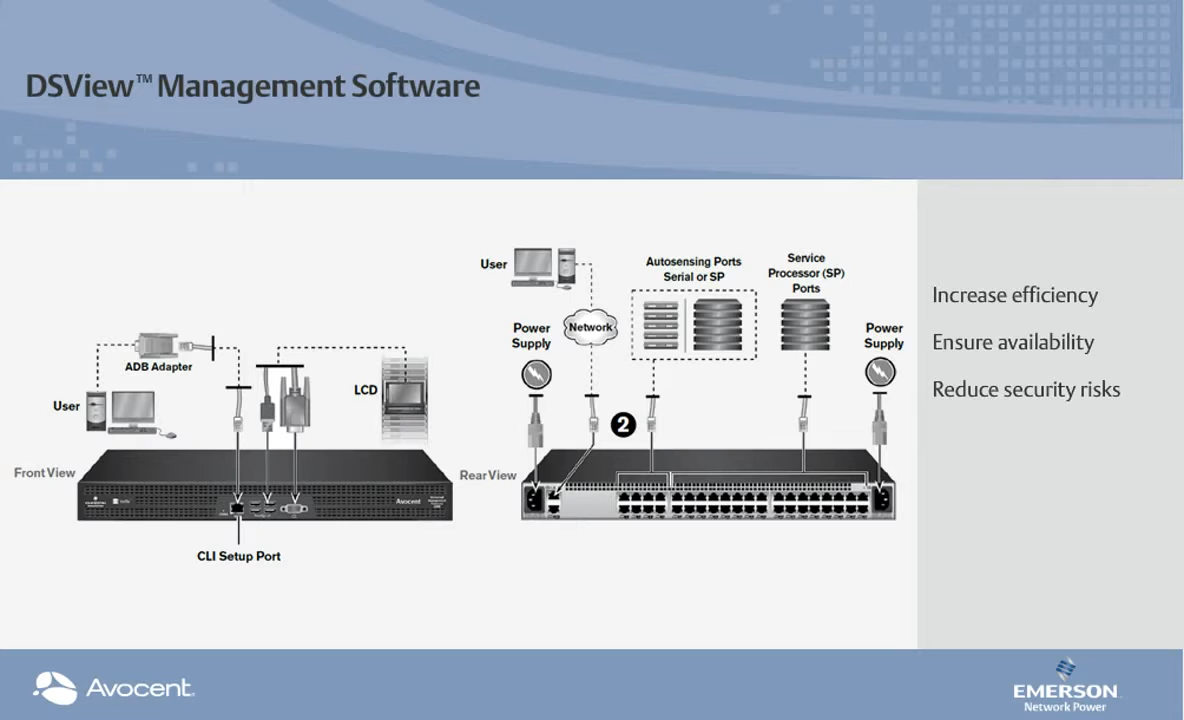 DSView™ Management Software
User
Autosensing Ports
Serial or SP
Service
Processor (SP)
Ports
Increase efficiency
Power
Supply
Network
Power
Supply
Ensure availability
ADB Adapter
LCD
Reduce security risks
User
2
Front View
Rear View
Avocent
CLI Setup Port
Avocent
EMERSON
Network Power